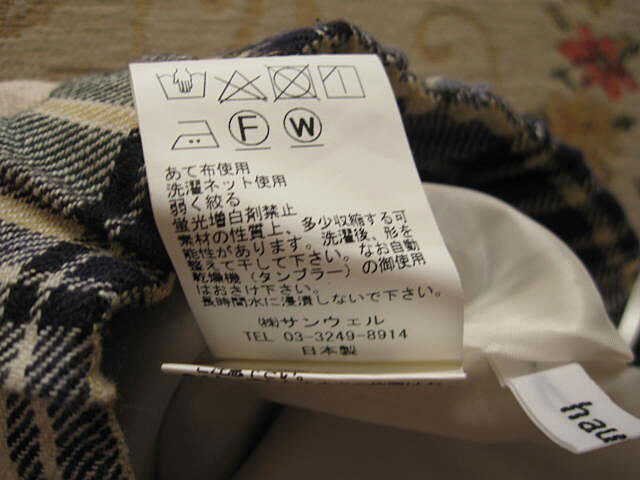 F W
あて布使用
洗濯ネット使用
弱く絞る
蛍光増白剤禁止
素材の性質上、多少収縮する可
能性があります。洗濯後、形を
整えて干して下さい。なお自動
乾燥機(タンブラー)の御使用
はおさけ下さい。
長時間水に浸漬しないで下さい。
㈱サンウェル
TEL 03-3249-8914
日本製
hau